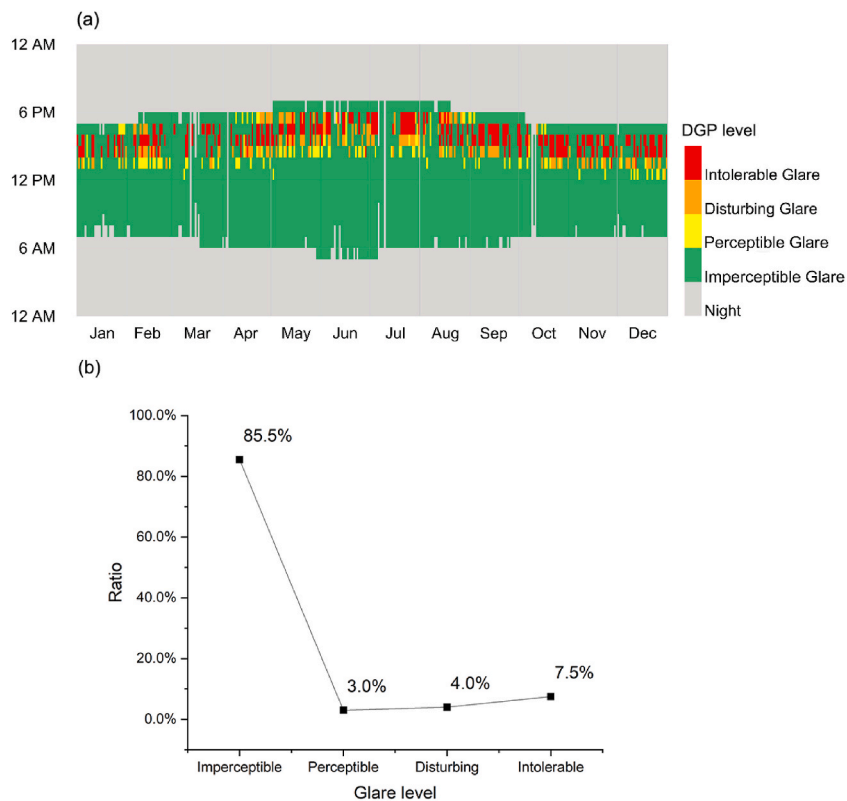 (a)
12 AM
6 PM
12 PM
6 AM
12 AM
Jan Feb Mar Apr May Jun Jul Aug Sep Oct Nov Dec
DGP level
Intolerable Glare
Disturbing Glare
Perceptible Glare
Imperceptible Glare
Night
(b)
100.0%
80.0%
60.0%
40.0%
20.0%
0.0%
Ratio
85.5%
3.0%
4.0%
7.5%
Imperceptible Perceptible Disturbing Intolerable
Glare level